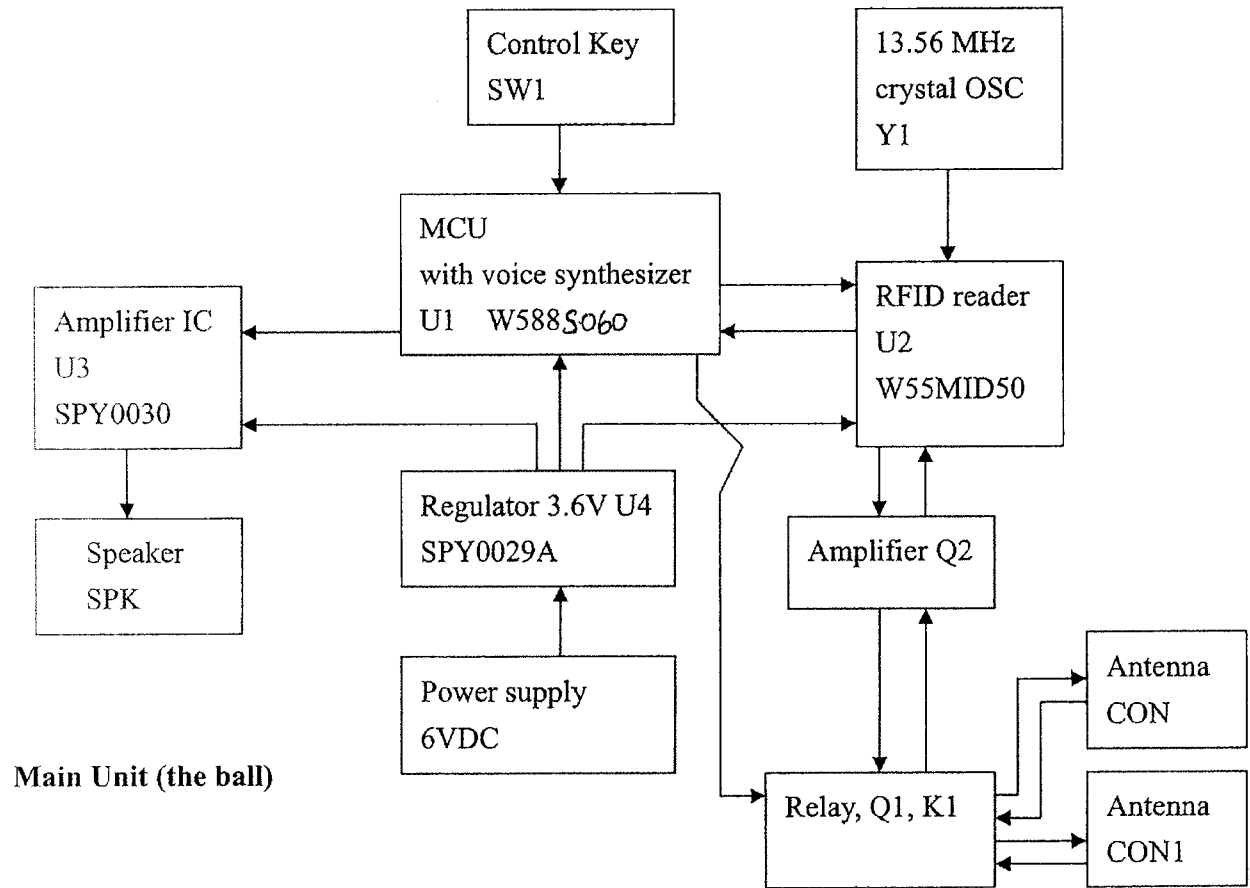 Control Key
SW1
13.56 MHz
crystal OSC
Y1
MCU
with voice synthesizer
U1 W588S060
RFID reader
U2
W55MID50
Amplifier IC
U3
SPY0030
Regulator 3.6V U4
SPY0029A
Speaker
SPK
Amplifier Q2
Power supply
6VDC
Antenna
CON
Main Unit (the ball)
Relay, Q1, K1
Antenna
CON1